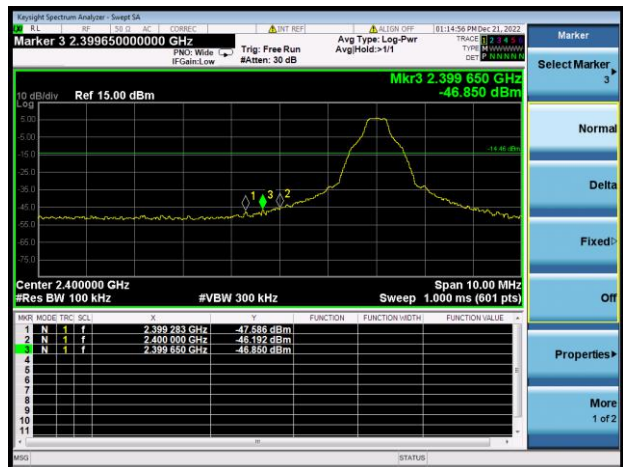 Keysight Spectrum Analyzer - Swept SA
RL RF 50 Ω AC CORREC INT REF ALIGN OFF 01:14:56 PM Dec 21, 2022
Marker 3 2.399650000000 GHz
PNO: Wide
IFGain:Low
Trig: Free Run
#Atten: 30 dB
Avg Type: Log-Pwr
Avg|Hold:>1/1
TRACE 1 2 3 4 5 6
TYPE M WWWWW
DET P NNNNN
Mkr3 2.399 650 GHz
-46.850 dBm
10 dB/div Ref 15.00 dBm
Log
5.00
-5.00
-15.0
-14.46 dBm
-25.0
-35.0
-45.0
1 3 2
-55.0
-65.0
-75.0
Center 2.400000 GHz Span 10.00 MHz
#Res BW 100 kHz #VBW 300 kHz Sweep 1.000 ms (601 pts)
MKR MODE TRC SCL X Y FUNCTION FUNCTION WIDTH FUNCTION VALUE
1 N 1 f 2.399 283 GHz -47.586 dBm
2 N 1 f 2.400 000 GHz -46.192 dBm
3 N 1 f 2.399 650 GHz -46.850 dBm
4
5
6
7
8
9
10
11
MSG STATUS
Marker
Select Marker
3
Normal
Delta
Fixed
Off
Properties
More
1 of 2